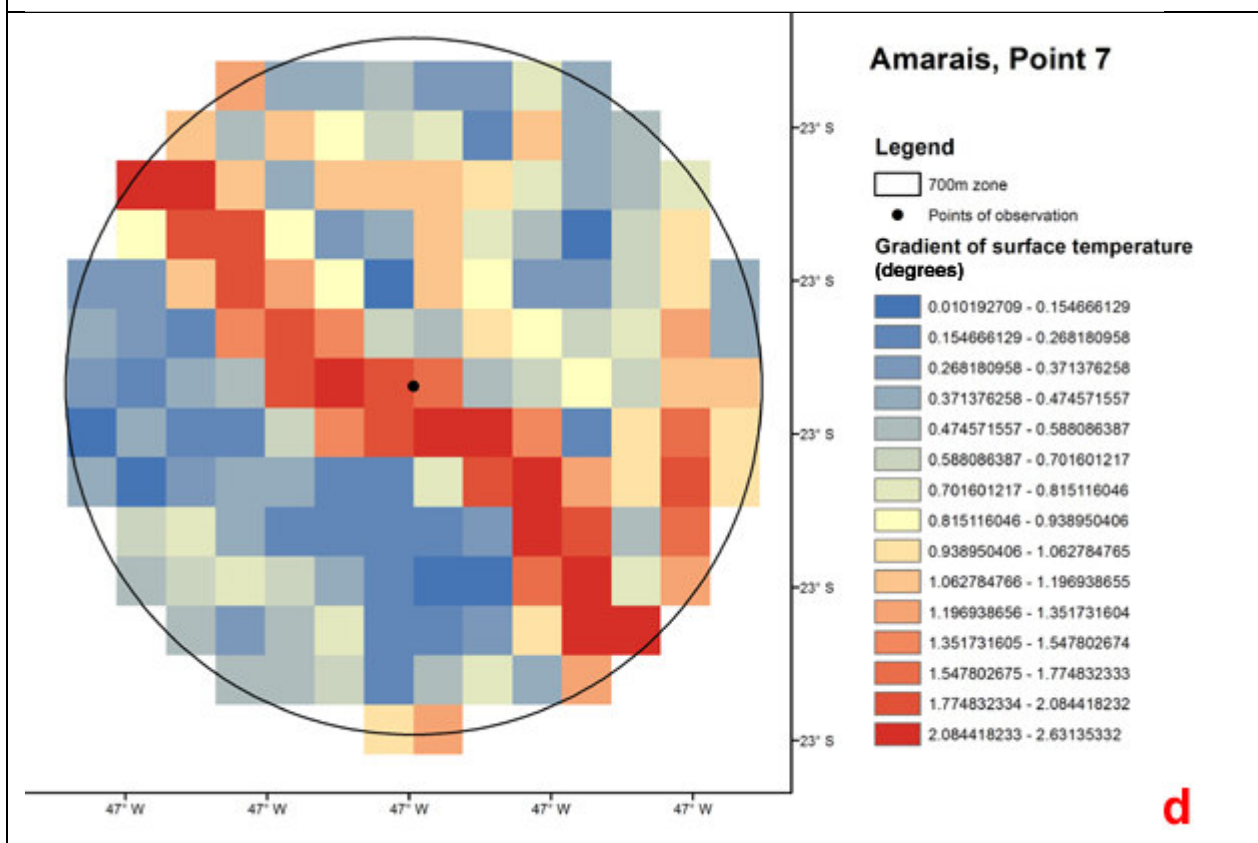 Amarais, Point 7
23° S
Legend
700m zone
Points of observation
23° S
Gradient of surface temperature
(degrees)
0.010192709 - 0.154666129
0.154666129 - 0.268180958
0.268180958 - 0.371376258
0.371376258 - 0.474571557
23° S
0.474571557 - 0.588086387
0.588086387 - 0.701601217
0.701601217 - 0.815116046
0.815116046 - 0.938950406
0.938950406 - 1.062784765
23° S
1.062784766 - 1.196938655
1.196938656 - 1.351731604
1.351731605 - 1.547802674
1.547802675 - 1.774832333
1.774832334 - 2.084418232
23° S
2.084418233 - 2.63135332
47° W 47° W 47° W 47° W 47° W
d